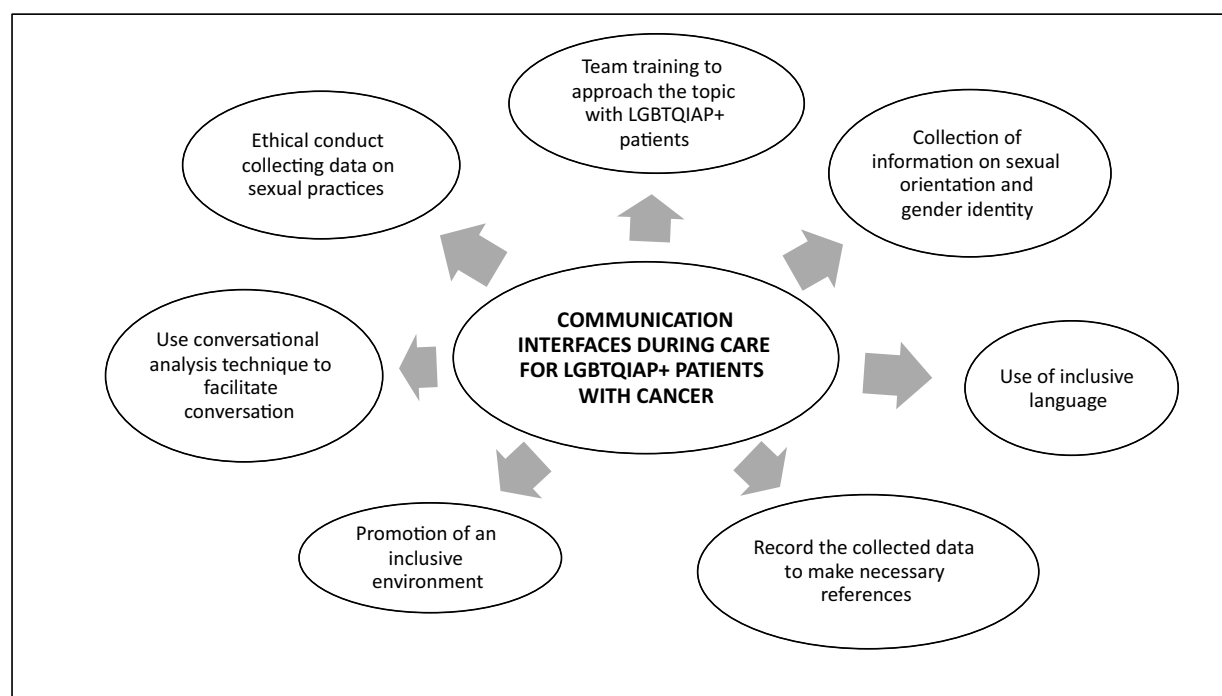 Team training to
approach the topic
with LGBTQIAP+
patients
Ethical conduct
collecting data on
sexual practices
Collection of
information on sexual
orientation and
gender identity
COMMUNICATION
INTERFACES DURING CARE
FOR LGBTQIAP+ PATIENTS
WITH CANCER
Use conversational
analysis technique to
facilitate
conversation
Use of inclusive
language
Promotion of an
inclusive
environment
Record the collected data
to make necessary
references